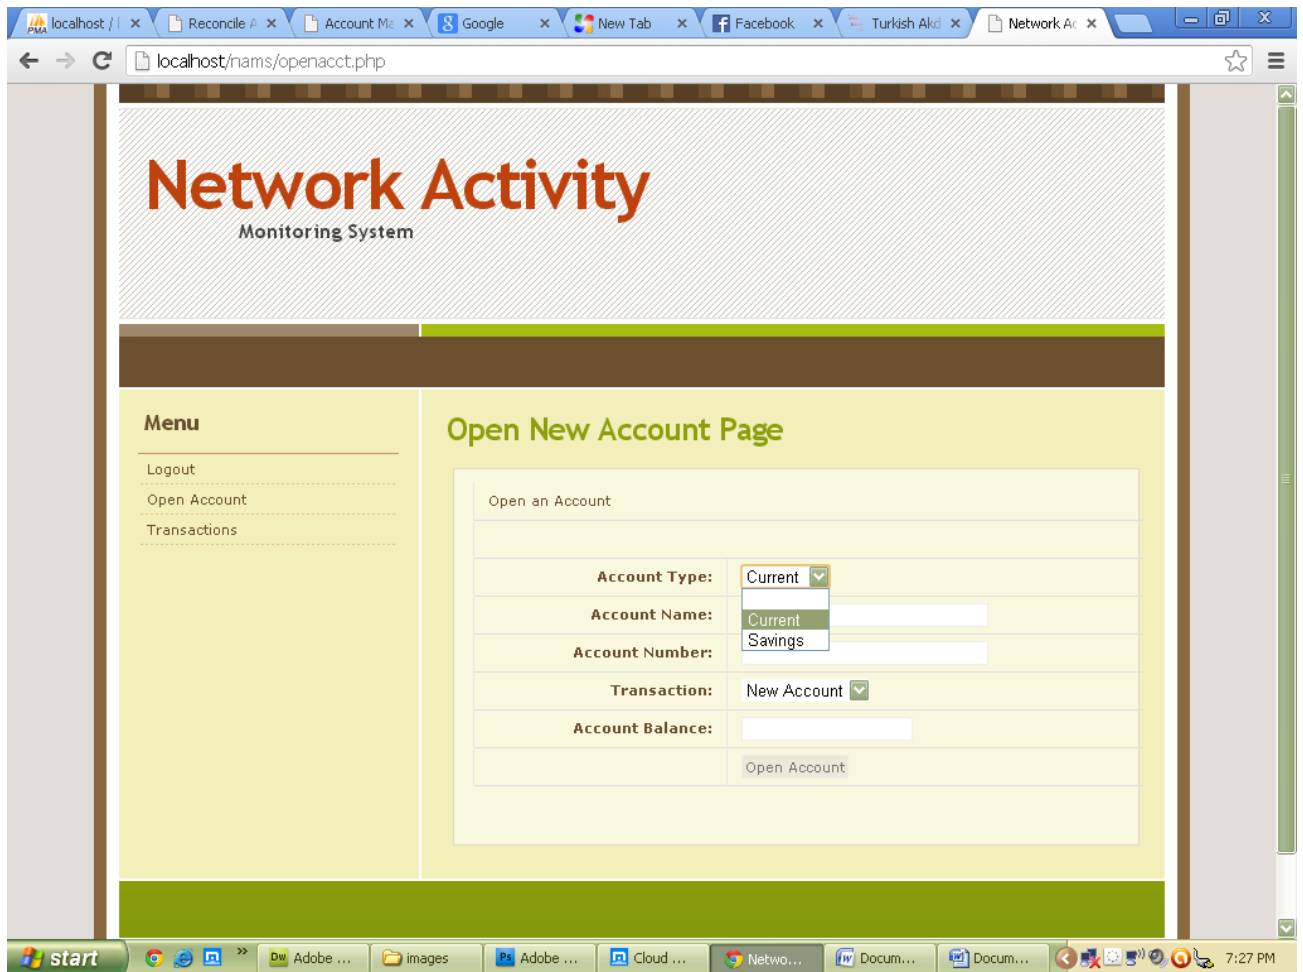 localhost / l
Reconcile A
Account Ma
Google
New Tab
Facebook
Turkish Akd
Network Ac
localhost/nams/openacct.php
Network Activity
Monitoring System
Menu
Logout
Open Account
Transactions
Open New Account Page
Open an Account
Account Type:
Current
Current
Savings
Account Name:
Account Number:
Transaction:
New Account
Account Balance:
Open Account
start
Dw
Adobe ...
images
Ps
Adobe ...
Cloud ...
Netwo...
Docum...
Docum...
7:27 PM